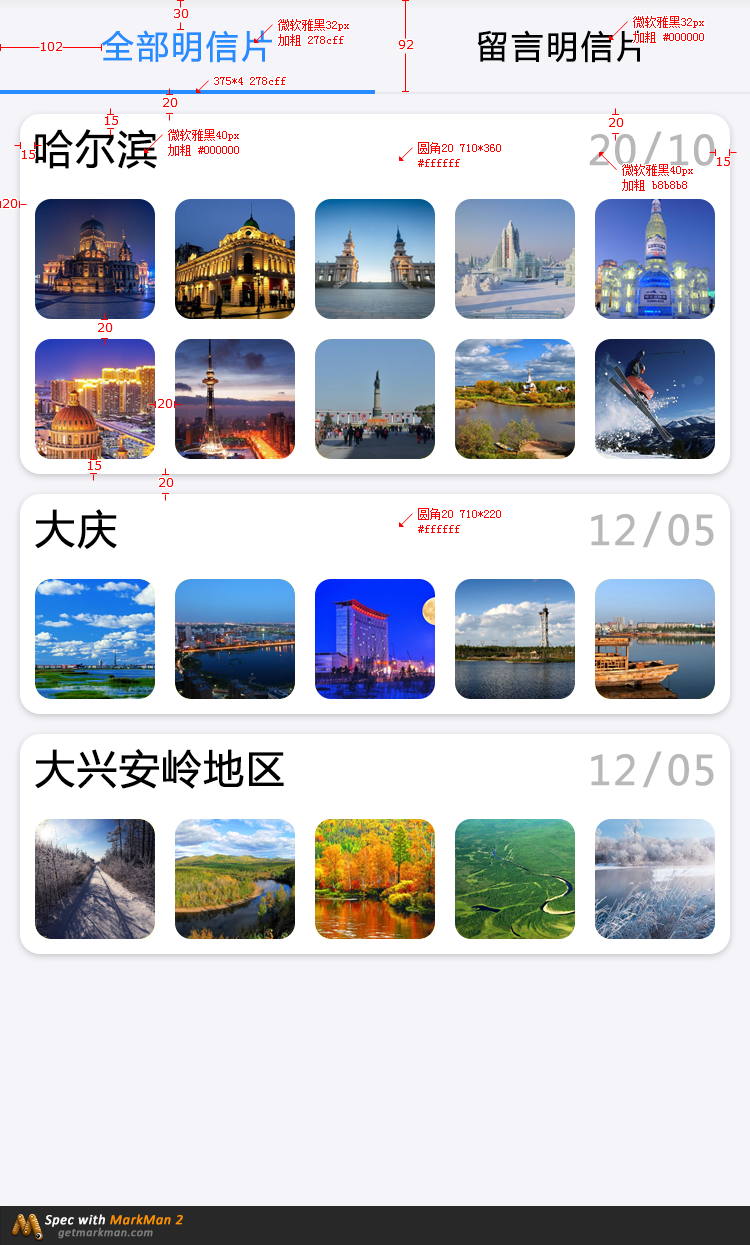 30
微软雅黑32px
加粗 278cff
102
全部明信片
92
微软雅黑32px
加粗 #000000
留言明信片
375*4 278cff
20
15
20
微软雅黑40px
加粗 #000000
15
哈尔滨
圆角20 710*360
#ffffff
20/10
15
微软雅黑40px
加粗 b8b8b8
20
20
20
15
20
大庆
圆角20 710*220
#ffffff
12/05
大兴安岭地区
12/05
Spec with MarkMan 2
getmarkman.com